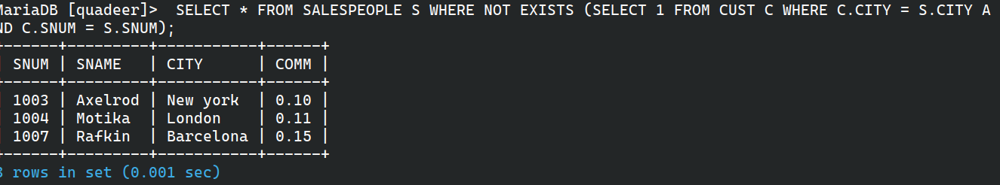 MariaDB [quadeer]>  SELECT * FROM SALESPEOPLE S WHERE NOT EXISTS (SELECT 1 FROM CUST C WHERE C.CITY = S.CITY A
ND C.SNUM = S.SNUM);
+------+---------+-----------+------+
| SNUM | SNAME   | CITY      | COMM |
+------+---------+-----------+------+
| 1003 | Axelrod | New york  | 0.10 |
| 1004 | Motika  | London    | 0.11 |
| 1007 | Rafkin  | Barcelona | 0.15 |
+------+---------+-----------+------+
3 rows in set (0.001 sec)